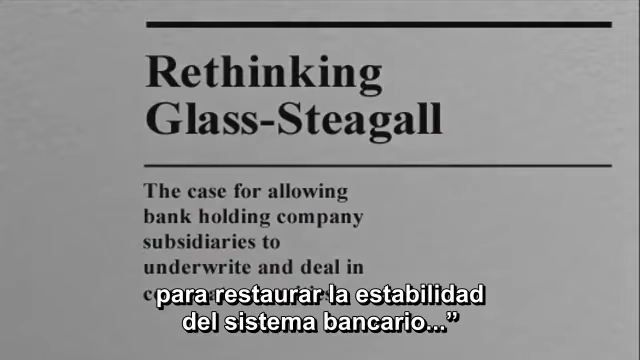 Rethinking
Glass-Steagall
The case for allowing
bank holding company
subsidiaries to
underwrite and deal in
para restaurar la estabilidad
del sistema bancario...”